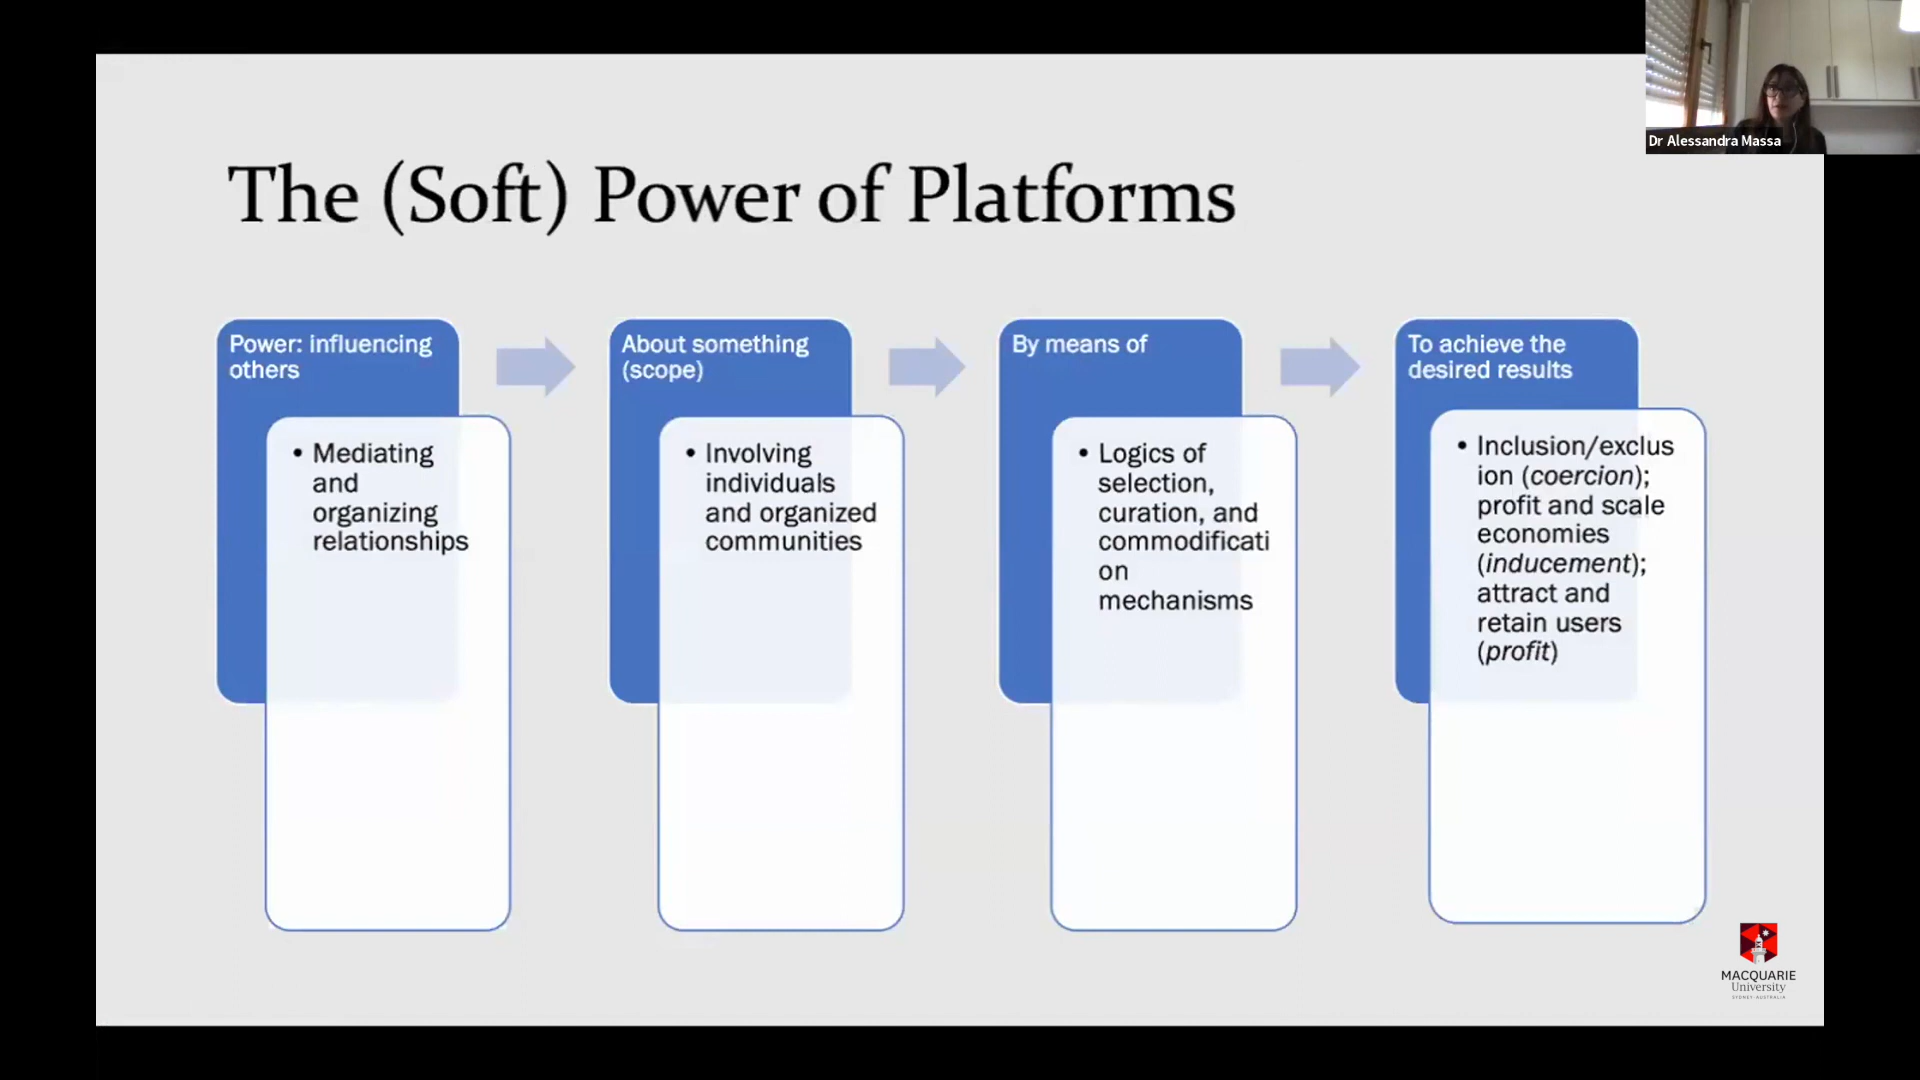 Dr Alessandra Massa
The (Soft) Power of Platforms
Power: influencing
others
• Mediating
and
organizing
relationships
About something
(scope)
• Involving
individuals
and organized
communities
By means of
• Logics of
selection,
curation, and
commodificati
on
mechanisms
To achieve the
desired results
• Inclusion/exclus
ion (coercion);
profit and scale
economies
(inducement);
attract and
retain users
(profit)
MACQUARIE
University
SYDNEY·AUSTRALIA